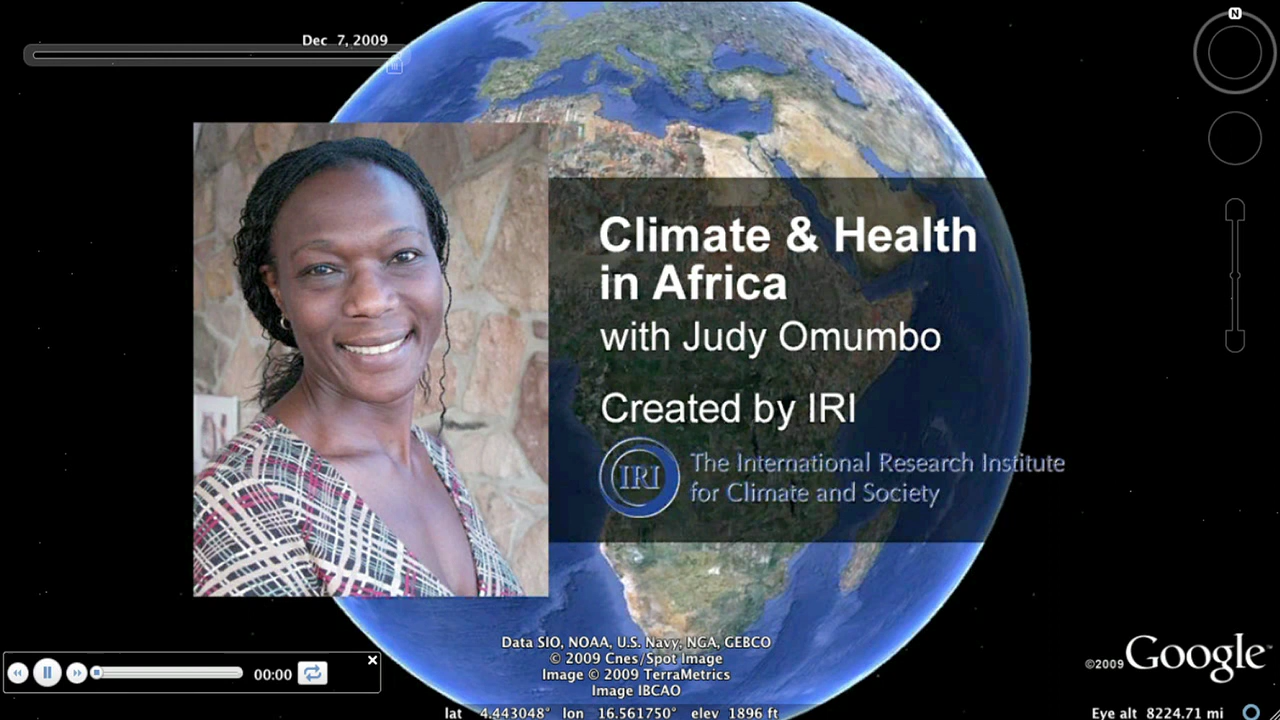 Dec 7, 2009
N
Climate & Health
in Africa
with Judy Omumbo
Created by IRI
IRI
The International Research Institute
for Climate and Society
Data SIO, NOAA, U.S. Navy, NGA, GEBCO
© 2009 Cnes/Spot Image
Image © 2009 TerraMetrics
Image IBCAO
©2009 Google™
00:00
lat 4.443048° lon 16.561750° elev 1896 ft
Eye alt 8224.71 mi